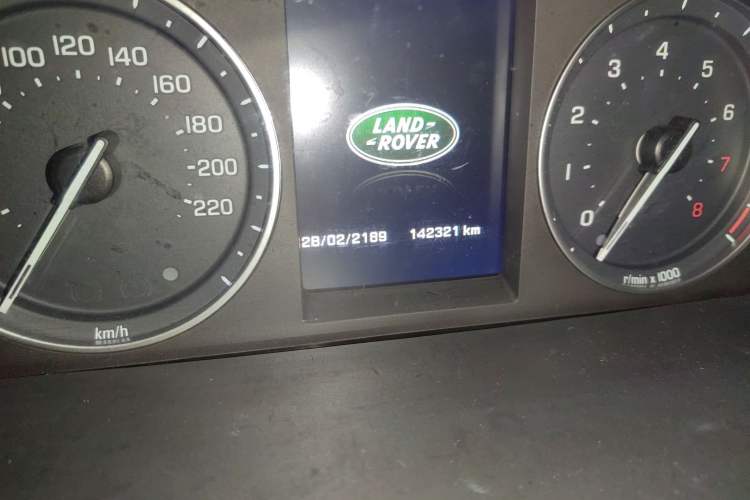 100 120 140
160
180
200
220
km/h
LAND-
-ROVER
28/02/2189 142321 km
0 1 2 3 4 5 6 7 8
r/min x 1000